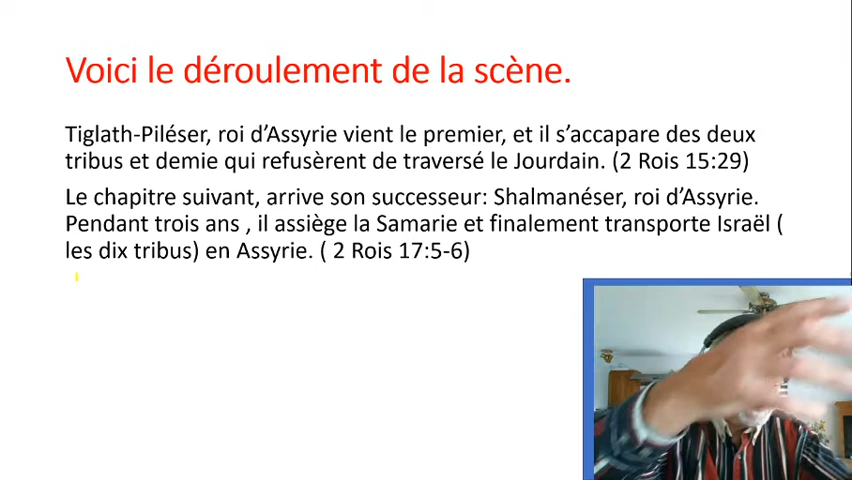 Voici le déroulement de la scène.
Tiglath-Piléser, roi d’Assyrie vient le premier, et il s’accapare des deux
tribus et demie qui refusèrent de traversé le Jourdain. (2 Rois 15:29)
Le chapitre suivant, arrive son successeur: Shalmanéser, roi d’Assyrie.
Pendant trois ans , il assiège la Samarie et finalement transporte Israël (
les dix tribus) en Assyrie. ( 2 Rois 17:5-6)